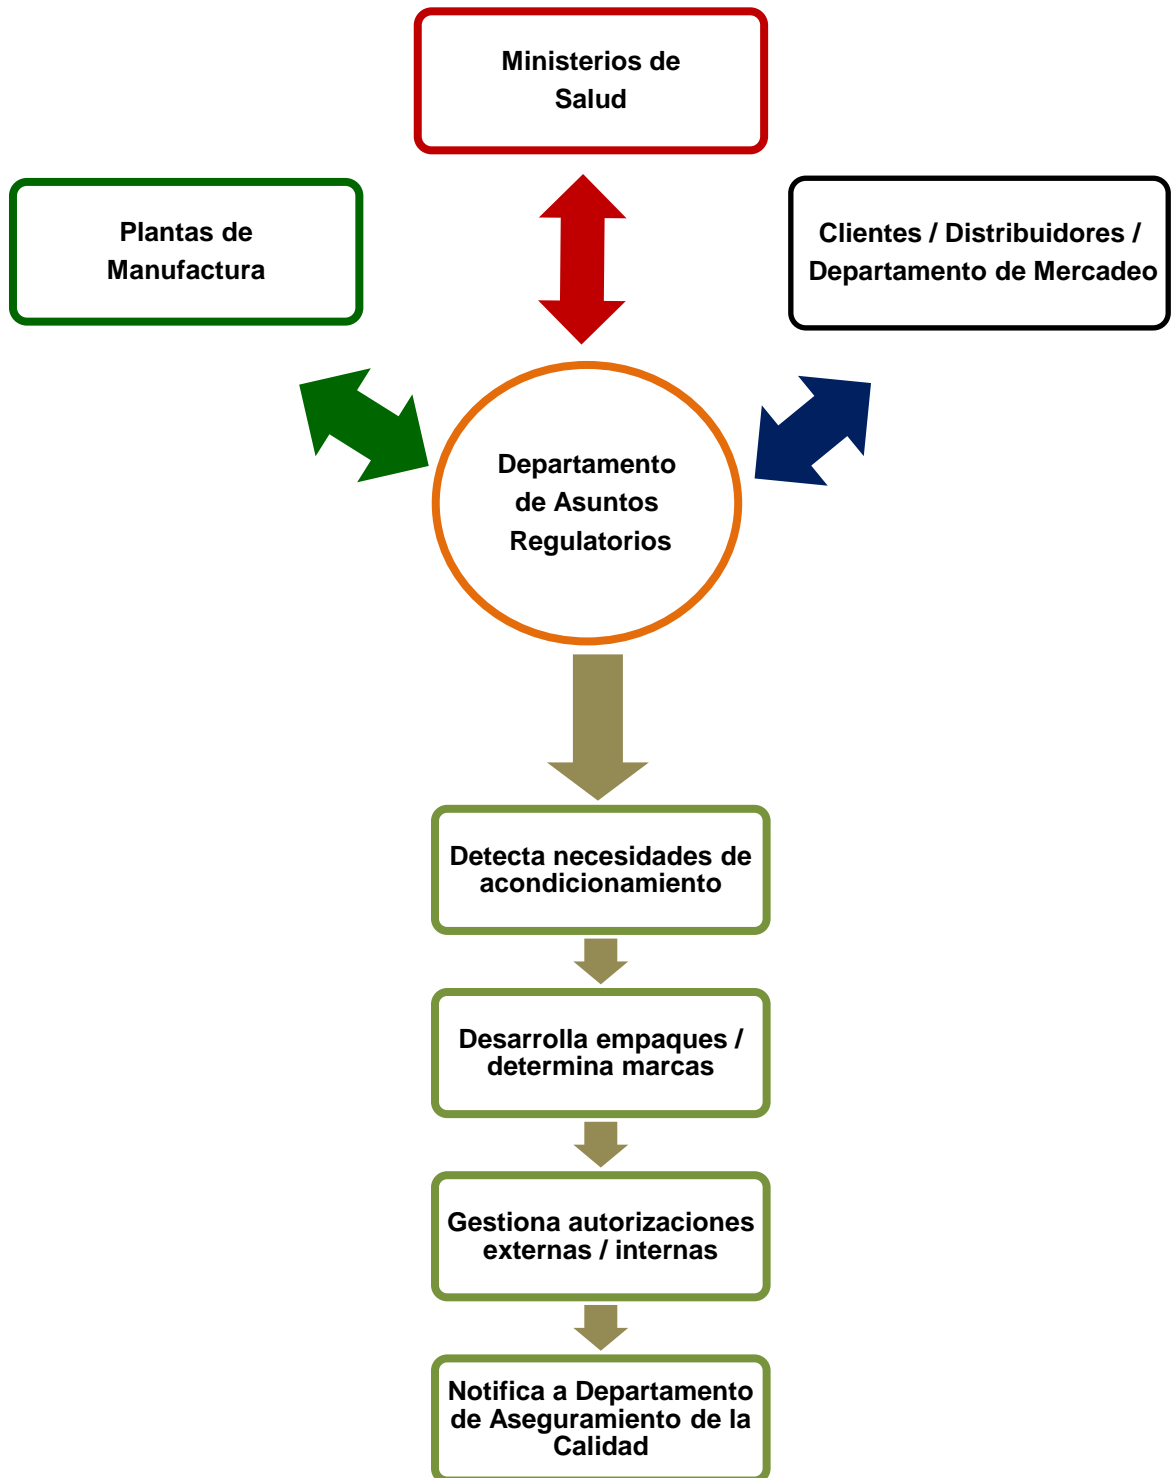 Ministerios de
Salud
Plantas de
Manufactura
Clientes / Distribuidores /
Departamento de Mercadeo
Departamento
de Asuntos
Regulatorios
Detecta necesidades de
acondicionamiento
Desarrolla empaques /
determina marcas
Gestiona autorizaciones
externas / internas
Notifica a Departamento
de Aseguramiento de la
Calidad